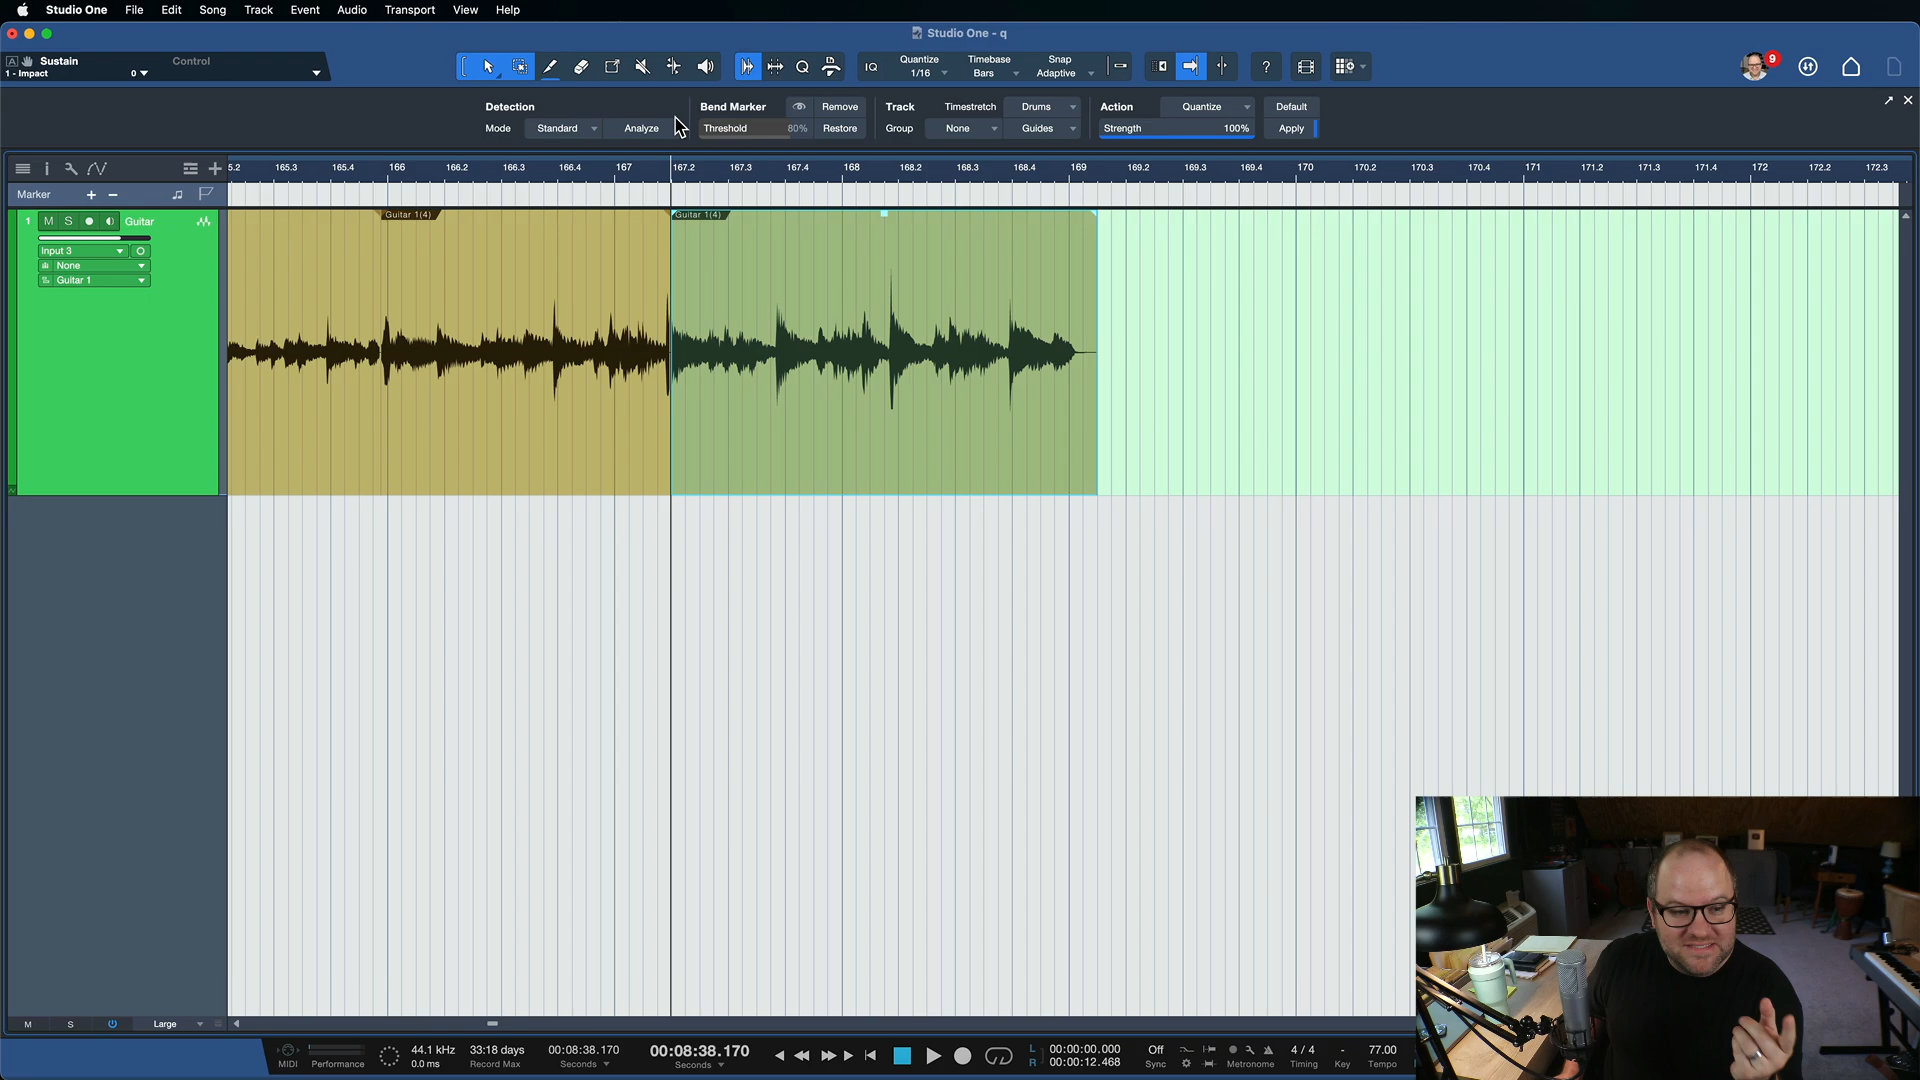 Studio One File Edit Song Track Event Audio Transport View Help
Studio One - q
Sustain Control
1 - Impact 0
IQ Quantize 1/16 Timebase Bars Snap Adaptive ? 9
Detection Bend Marker Remove Track Timestretch Drums Action Quantize Default
Mode Standard Analyze Threshold 80% Restore Group None Guides Strength 100% Apply
5.2 165.3 165.4 166 166.2 166.3 166.4 167 167.2 167.3 167.4 168 168.2 168.3 168.4 169 169.2 169.3 169.4 170 170.2 170.3 170.4 171 171.2 171.3 171.4 172 172.2 172.3
Marker
1 M S Guitar Guitar 1(4) Guitar 1(4)
Input 3
None
Guitar 1
M S Large
44.1 kHz 33:18 days 00:08:38.170 00:08:38.170 L 00:00:00.000 Off 4 / 4 - 77.00
MIDI Performance 0.0 ms Record Max Seconds Seconds R 00:00:12.468 Sync Metronome Timing Key Tempo